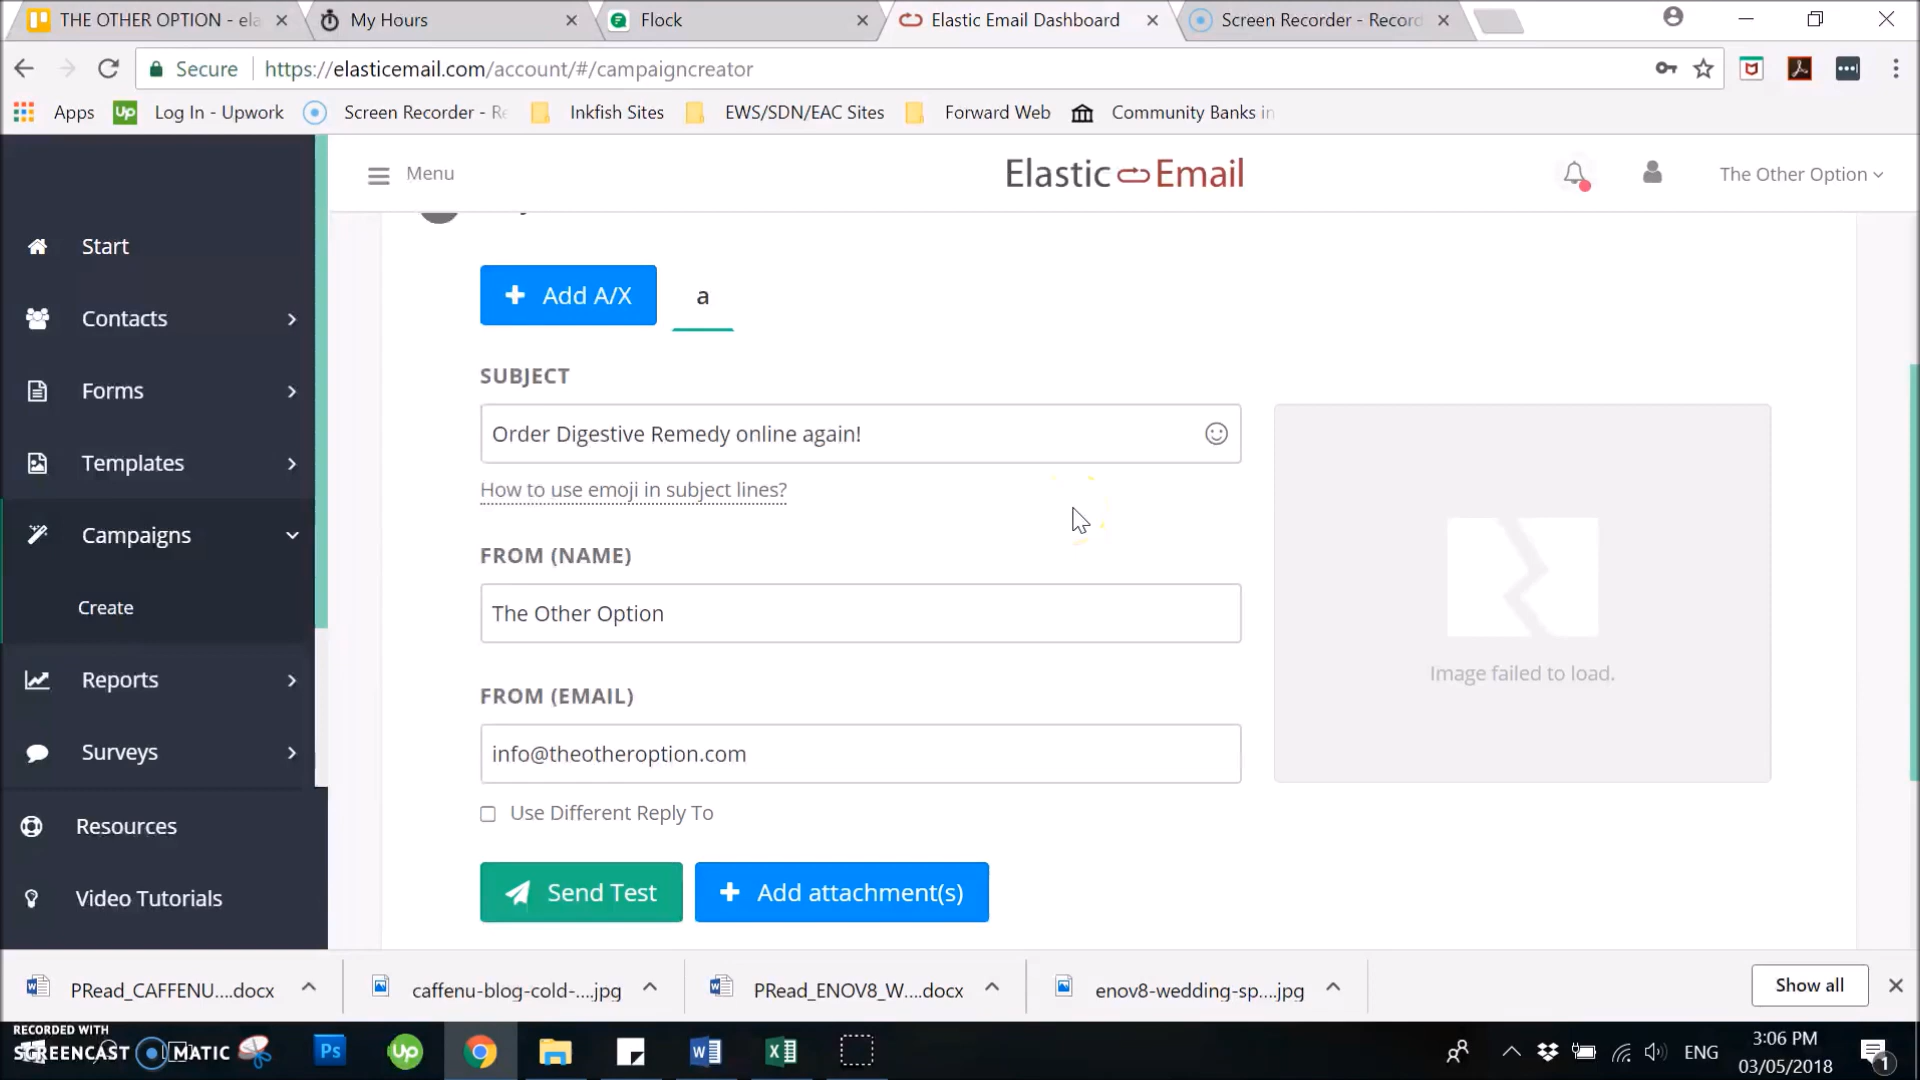 THE OTHER OPTION - ela
My Hours
Flock
Elastic Email Dashboard
Screen Recorder - Record
Secure
https://elasticemail.com/account/#/campaigncreator
Apps
Up
Log In - Upwork
Screen Recorder - Re
Inkfish Sites
EWS/SDN/EAC Sites
Forward Web
Community Banks in
Menu
Elastic Email
The Other Option
Start
Contacts
Forms
Templates
Campaigns
Create
Reports
Surveys
Resources
Video Tutorials
+ Add A/X
a
SUBJECT
Order Digestive Remedy online again!
How to use emoji in subject lines?
FROM (NAME)
The Other Option
FROM (EMAIL)
info@theotheroption.com
Use Different Reply To
Image failed to load.
Send Test
+ Add attachment(s)
PRead_CAFFENU....docx
caffenu-blog-cold-....jpg
PRead_ENOV8_W....docx
enov8-wedding-sp....jpg
Show all
RECORDED WITH
SCREENCAST MATIC
Ps
Up
ENG
3:06 PM
03/05/2018
1